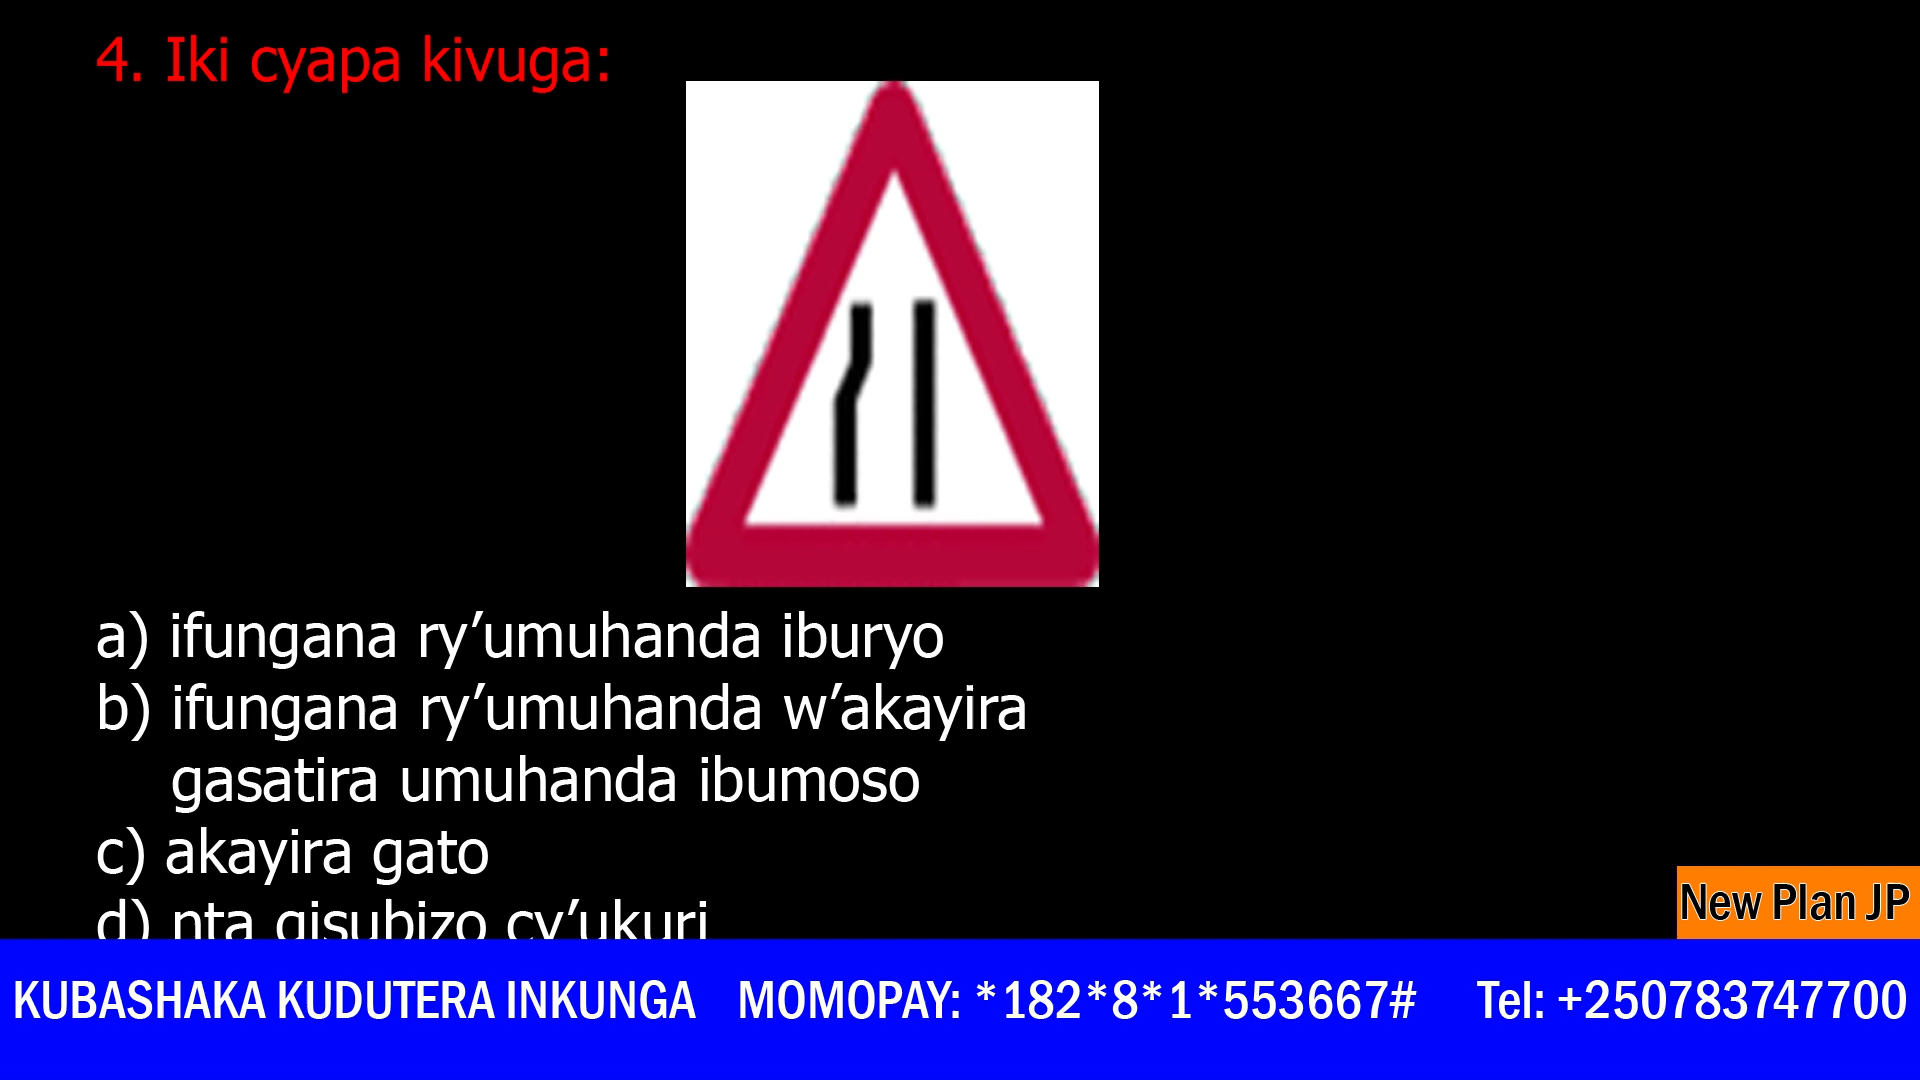 4. Iki cyapa kivuga:
a) ifungana ry’umuhanda iburyo
b) ifungana ry’umuhanda w’akayira
gasatira umuhanda ibumoso
c) akayira gato
d) nta gisubizo cy’ukuri
New Plan JP
KUBASHAKA KUDUTERA INKUNGA MOMOPAY: *182*8*1*553667# Tel: +250783747700